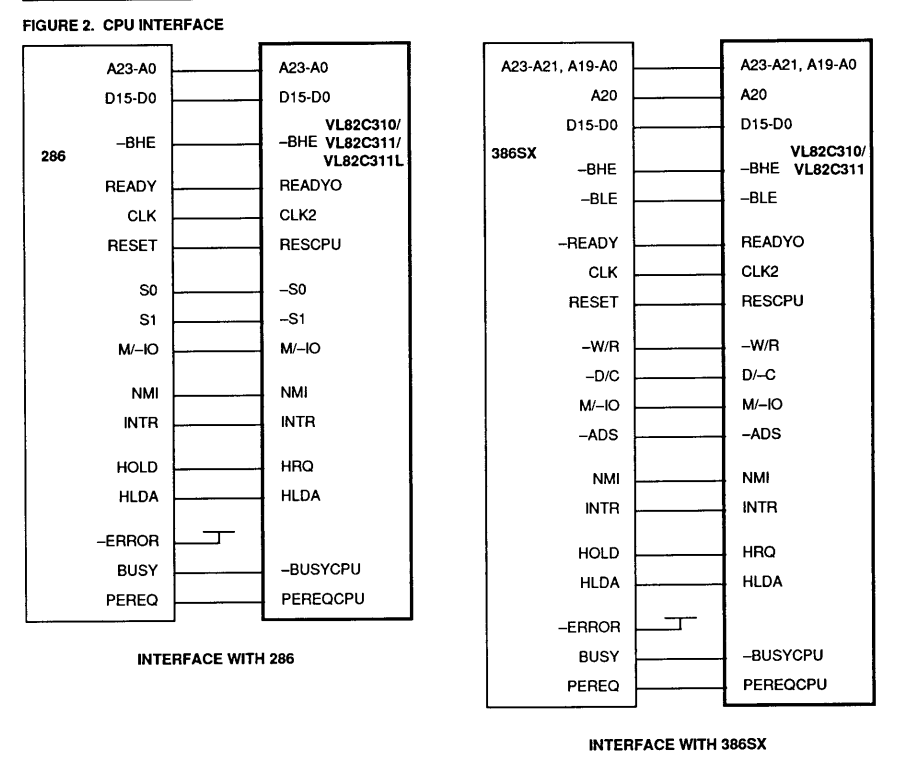 FIGURE 2. CPU INTERFACE
A23-A0 A23-A0
D15-D0 D15-D0
286
–BHE –BHE
VL82C310/
VL82C311/
VL82C311L
READY READYO
CLK CLK2
RESET RESCPU
S0 –S0
S1 –S1
M/–IO M/–IO
NMI NMI
INTR INTR
HOLD HRQ
HLDA HLDA
–ERROR
BUSY –BUSYCPU
PEREQ PEREQCPU
INTERFACE WITH 286
A23-A21, A19-A0 A23-A21, A19-A0
A20 A20
D15-D0 D15-D0
386SX
VL82C310/
VL82C311
–BHE –BHE
–BLE –BLE
–READY READYO
CLK CLK2
RESET RESCPU
–W/R –W/R
–D/C D/–C
M/–IO M/–IO
–ADS –ADS
NMI NMI
INTR INTR
HOLD HRQ
HLDA HLDA
–ERROR
BUSY –BUSYCPU
PEREQ PEREQCPU
INTERFACE WITH 386SX